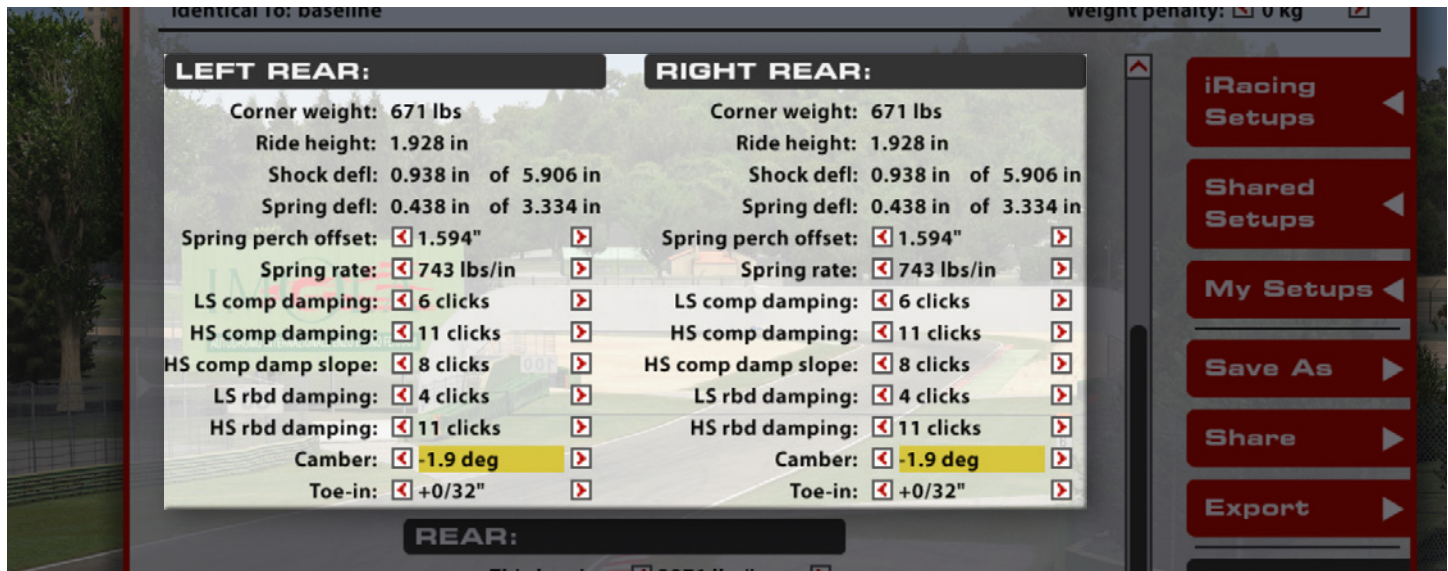 Identical To: baseline
Weight penalty: 0 kg
LEFT REAR:
Corner weight: 671 lbs
Ride height: 1.928 in
Shock defl: 0.938 in of 5.906 in
Spring defl: 0.438 in of 3.334 in
Spring perch offset: 1.594"
Spring rate: 743 lbs/in
LS comp damping: 6 clicks
HS comp damping: 11 clicks
HS comp damp slope: 8 clicks
LS rbd damping: 4 clicks
HS rbd damping: 11 clicks
Camber: -1.9 deg
Toe-in: +0/32"
RIGHT REAR:
Corner weight: 671 lbs
Ride height: 1.928 in
Shock defl: 0.938 in of 5.906 in
Spring defl: 0.438 in of 3.334 in
Spring perch offset: 1.594"
Spring rate: 743 lbs/in
LS comp damping: 6 clicks
HS comp damping: 11 clicks
HS comp damp slope: 8 clicks
LS rbd damping: 4 clicks
HS rbd damping: 11 clicks
Camber: -1.9 deg
Toe-in: +0/32"
REAR:
iRacing
Setups
Shared
Setups
My Setups
Save As
Share
Export
IMOLA